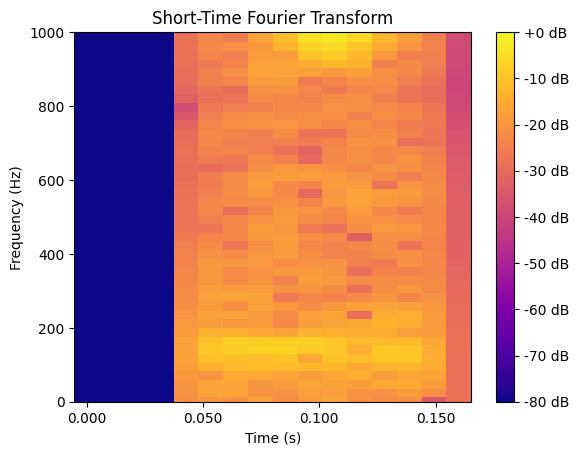 Short-Time Fourier Transform
Frequency (Hz)
1000
800
600
400
200
0
0.000
0.050
0.100
0.150
Time (s)
+0 dB
-10 dB
-20 dB
-30 dB
-40 dB
-50 dB
-60 dB
-70 dB
-80 dB